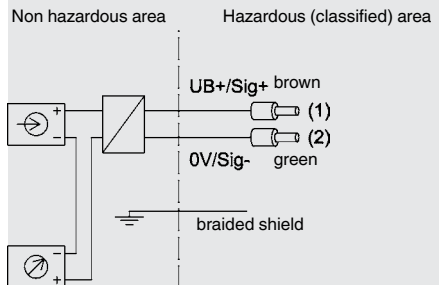 Non hazardous area
Hazardous (classified) area
UB+/Sig+ brown
+
(1)
-
(2)
0V/Sig- green
braided shield
-
+